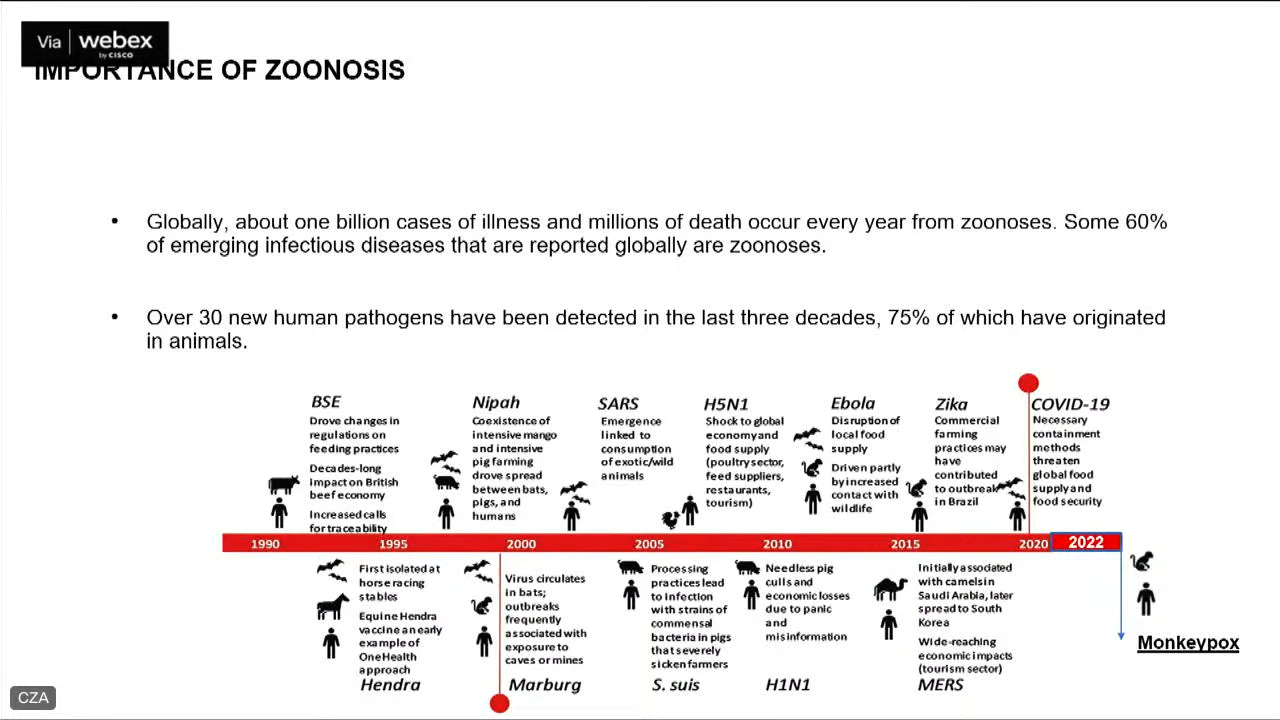 Via webex
by CISCO
IMPORTANCE OF ZOONOSIS
• Globally, about one billion cases of illness and millions of death occur every year from zoonoses. Some 60%
of emerging infectious diseases that are reported globally are zoonoses.
• Over 30 new human pathogens have been detected in the last three decades, 75% of which have originated
in animals.
BSE
Drove changes in
regulations on
feeding practices
Decades-long
impact on British
beef economy
Increased calls
for traceability
Nipah
Coexistence of
intensive mango
and intensive
pig farming
drove spread
between bats,
pigs, and
humans
SARS
Emergence
linked to
consumption
of exotic/wild
animals
H5N1
Shock to global
economy and
food supply
(poultry sector,
feed suppliers,
restaurants,
tourism)
Ebola
Disruption of
local food
supply
Driven partly
by increased
contact with
wildlife
Zika
Commercial
farming
practices may
have
contributed
to outbreak
in Brazil
COVID-19
Necessary
containment
methods
threaten
global food
supply and
food security
1990 1995 2000 2005 2010 2015 2020 2022
First isolated at
horse racing
stables
Equine Hendra
vaccine an early
example of
OneHealth
approach
Hendra
Virus circulates
in bats;
outbreaks
frequently
associated with
exposure to
caves or mines
Marburg
Processing
practices lead
to infection
with strains of
commensal
bacteria in pigs
that severely
sicken farmers
S. suis
Needless pig
culls and
economic losses
due to panic
and
misinformation
H1N1
Initially associated
with camels in
Saudi Arabia, later
spread to South
Korea
Wide-reaching
economic impacts
(tourism sector)
MERS
Monkeypox
CZA